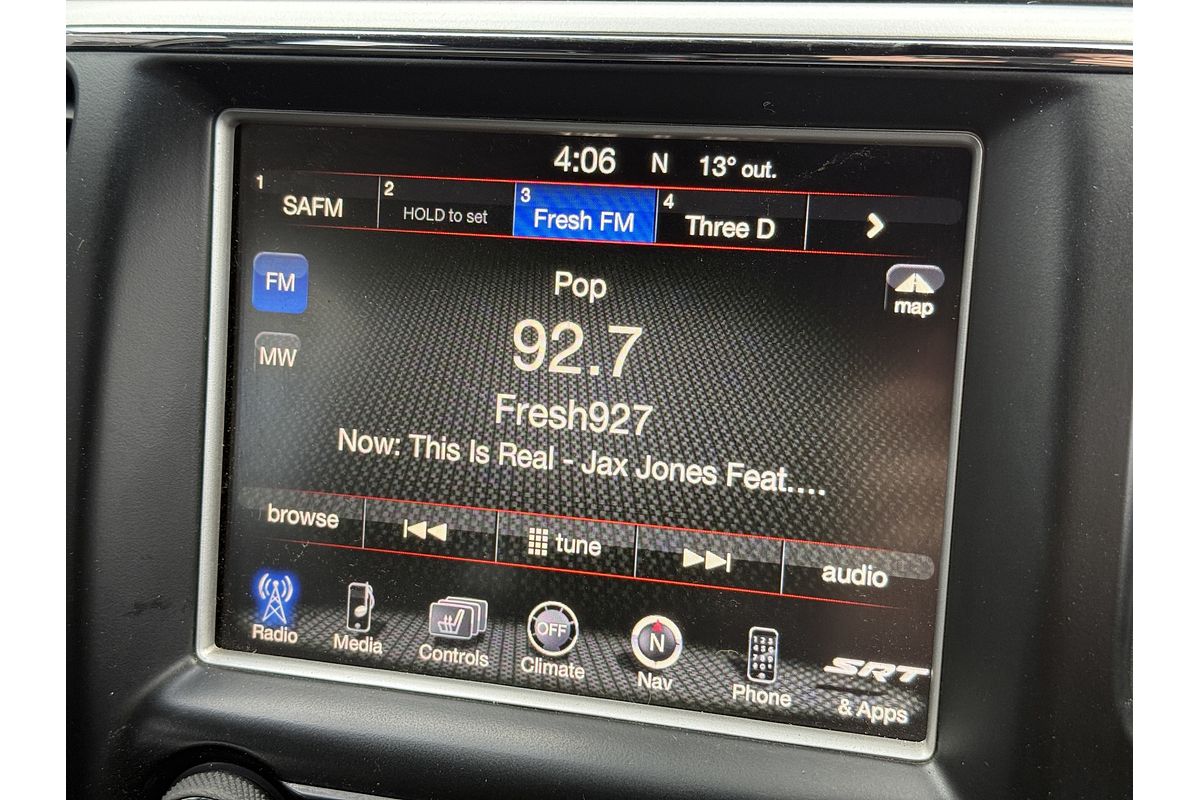 4:06 N 13° out.
1 SAFM
2 HOLD to set
3 Fresh FM
4 Three D
FM
Pop
map
92.7
MW
Fresh927
Now: This Is Real - Jax Jones Feat....
browse
tune
audio
OFF
N
Radio
Media
Controls
Climate
Nav
Phone
SRT
& Apps